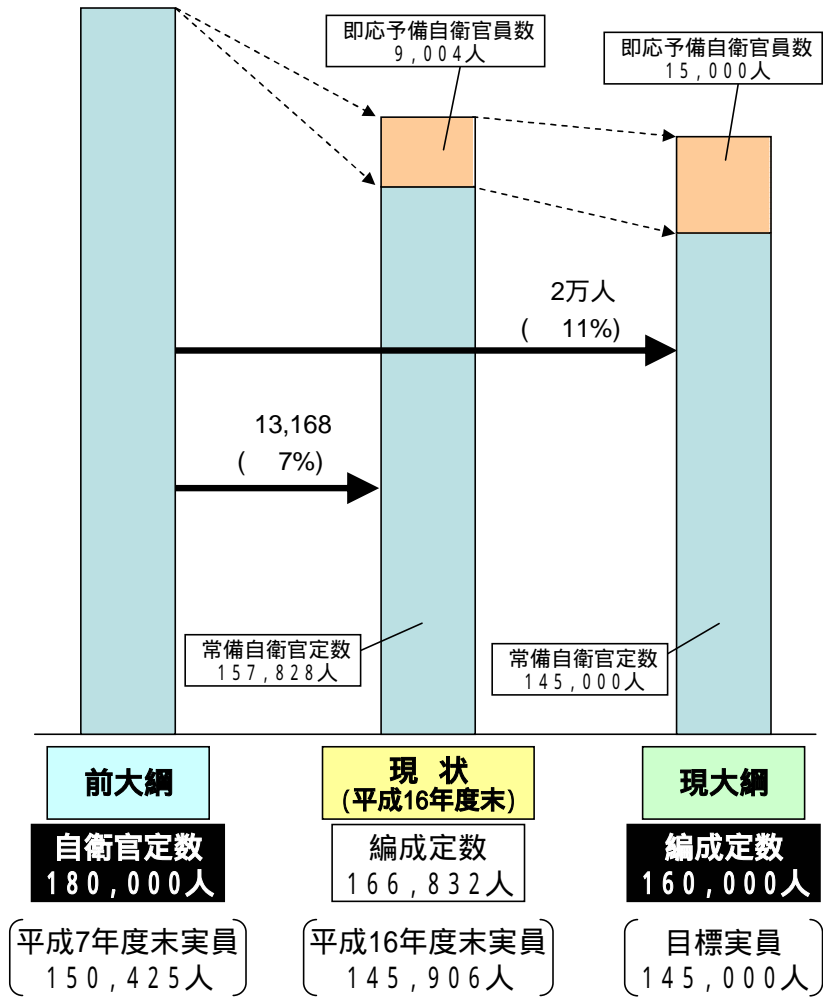 即応予備自衛官員数
9,004人
即応予備自衛官員数
15,000人
2万人
(　11%)
13,168
(　7%)
常備自衛官定数
157,828人
常備自衛官定数
145,000人
前大綱
自衛官定数
180,000人
平成7年度末実員
150,425人
現 状
(平成16年度末)
編成定数
166,832人
平成16年度末実員
145,906人
現大綱
編成定数
160,000人
目標実員
145,000人